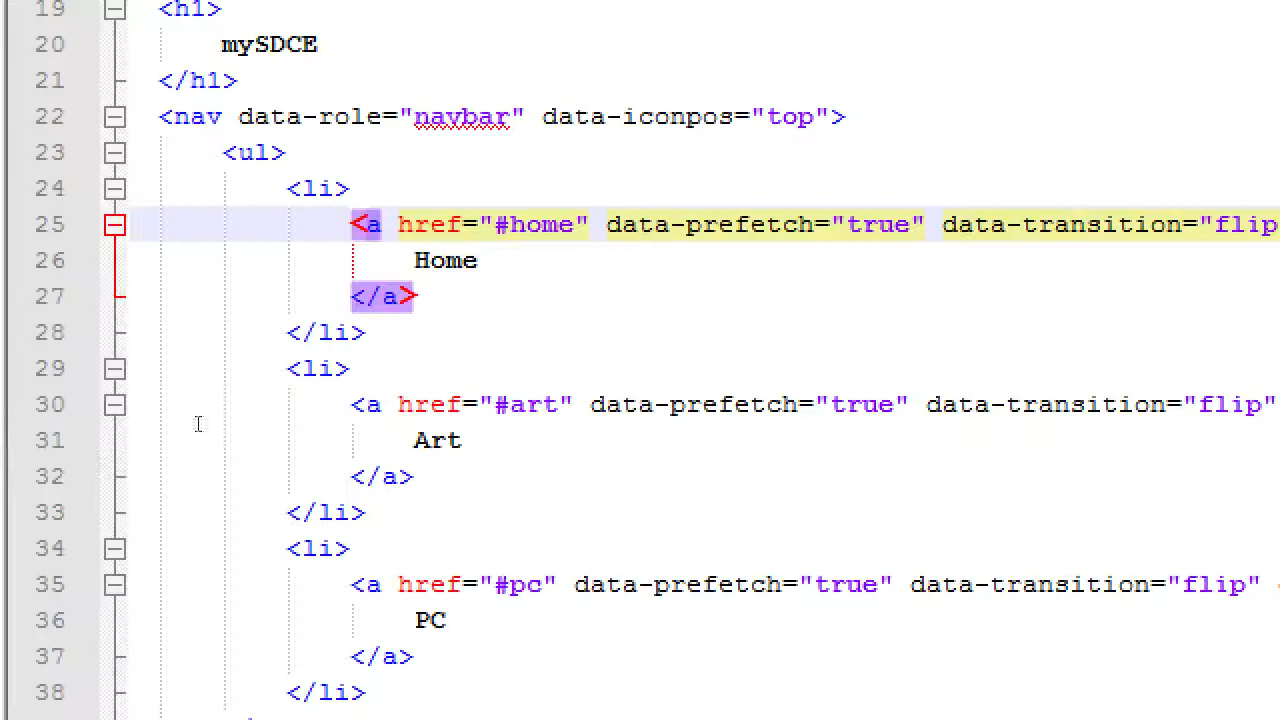 19 <h1>
20 mySDCE
21 </h1>
22 <nav data-role="navbar" data-iconpos="top">
23 <ul>
24 <li>
25 <a href="#home" data-prefetch="true" data-transition="flip
26 Home
27 </a>
28 </li>
29 <li>
30 <a href="#art" data-prefetch="true" data-transition="flip"
31 Art
32 </a>
33 </li>
34 <li>
35 <a href="#pc" data-prefetch="true" data-transition="flip"
36 PC
37 </a>
38 </li>